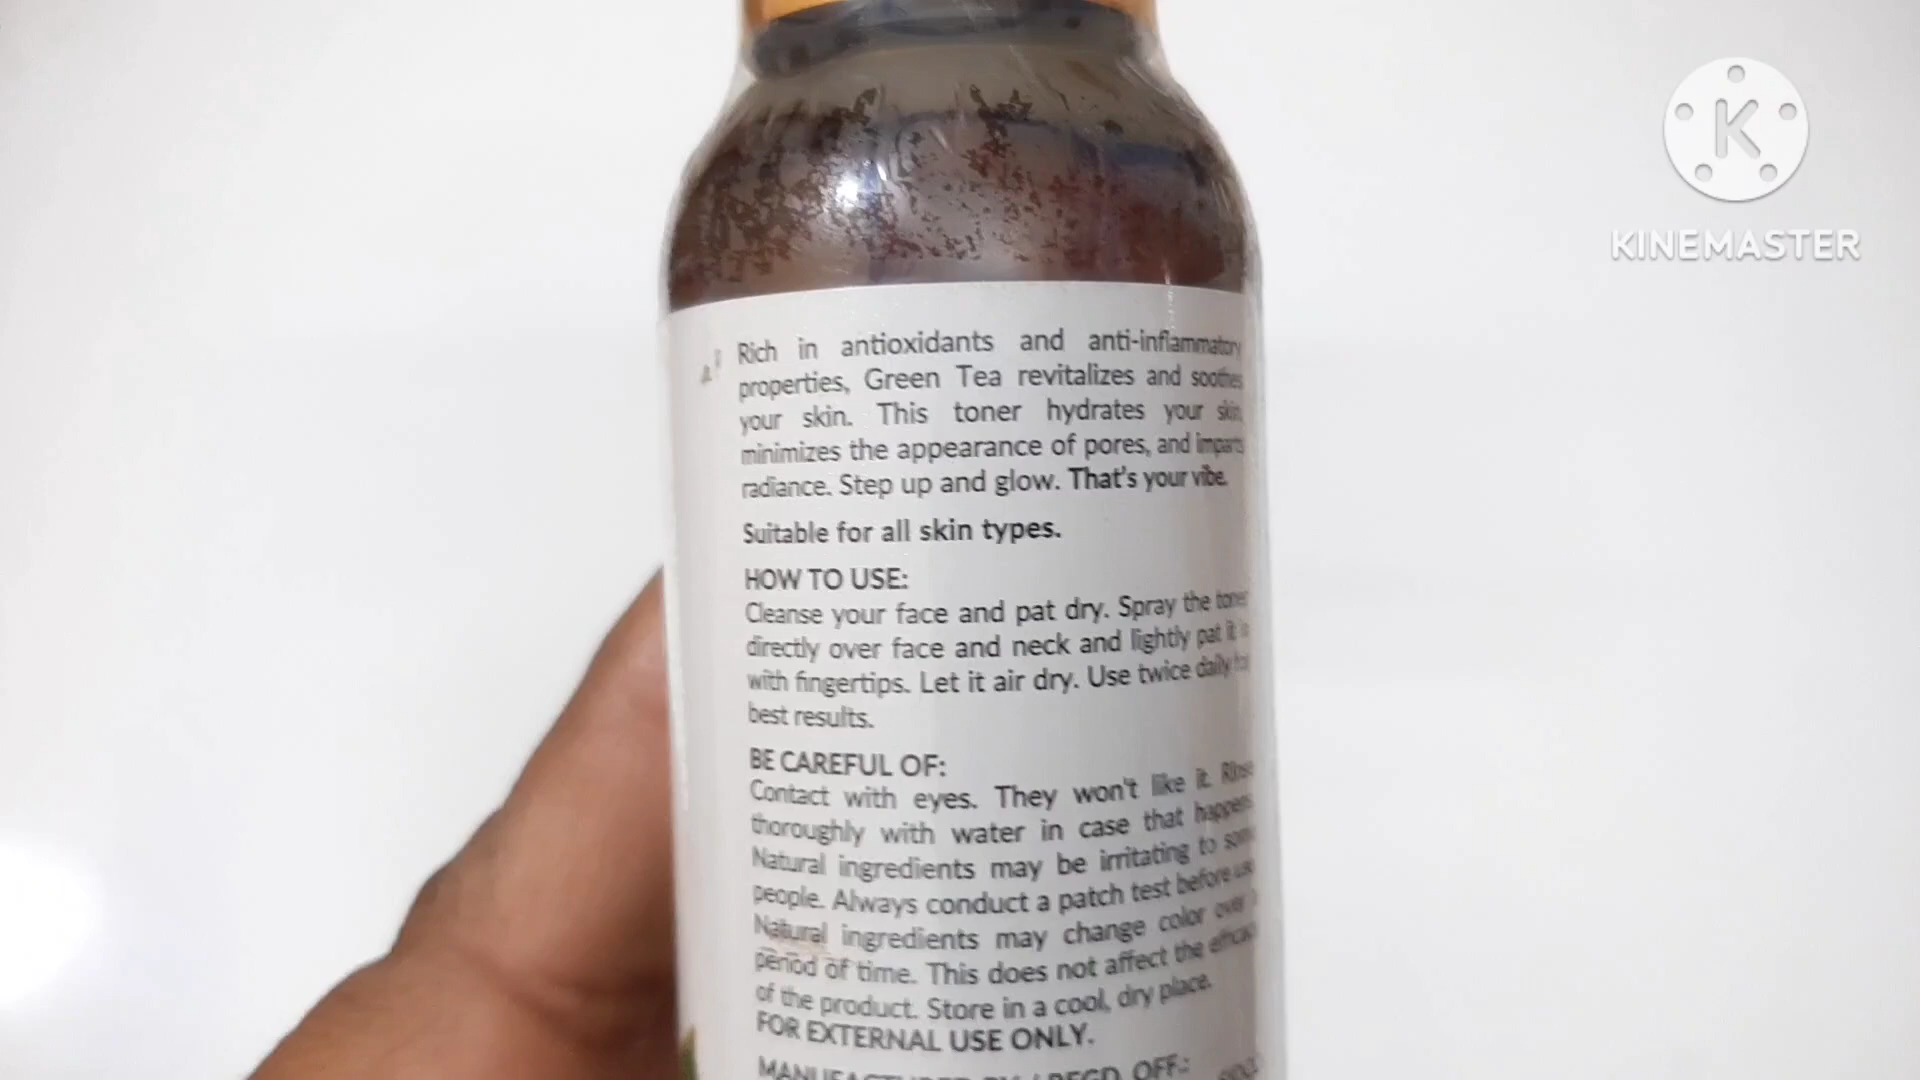 Rich in antioxidants and anti-inflammatory
properties, Green Tea revitalizes and soothes
your skin. This toner hydrates your skin,
minimizes the appearance of pores, and imparts
radiance. Step up and glow. That's your vibe.
Suitable for all skin types.
HOW TO USE:
Cleanse your face and pat dry. Spray the toner
directly over face and neck and lightly pat it
with fingertips. Let it air dry. Use twice daily
best results.
BE CAREFUL OF:
Contact with eyes. They won't like it. Rinse
thoroughly with water in case that happens
Natural ingredients may be irritating to some
people. Always conduct a patch test before
Natural ingredients may change color over
period of time. This does not affect the
of the product. Store in a cool, dry place.
FOR EXTERNAL USE ONLY.
REGD. OFF.:
K
KINEMASTER